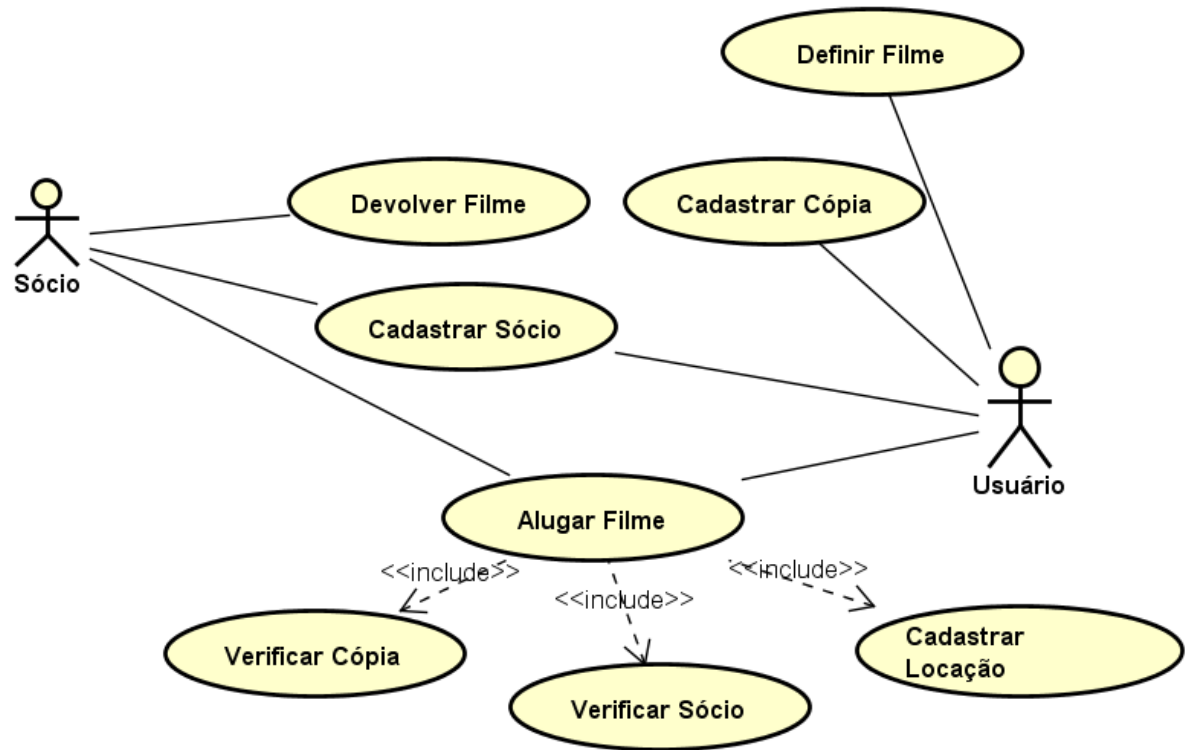 Definir Filme
Devolver Filme
Cadastrar Cópia
Sócio
Cadastrar Sócio
Usuário
Alugar Filme
<<include>>
<<include>>
<<include>>
Verificar Cópia
Cadastrar
Locação
Verificar Sócio